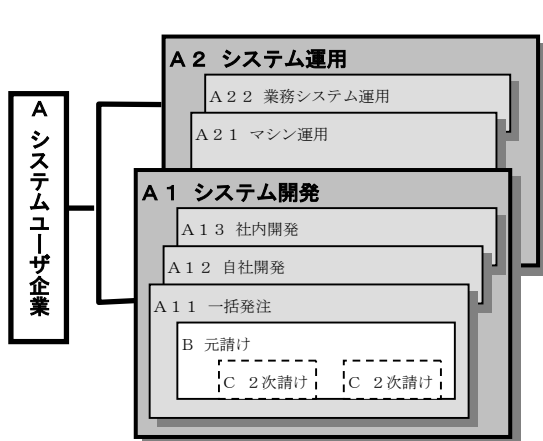 A
システムユーザ企業
A2 システム運用
A22 業務システム運用
A21 マシン運用
A1 システム開発
A13 社内開発
A12 自社開発
A11 一括発注
B 元請け
C 2次請け
C 2次請け